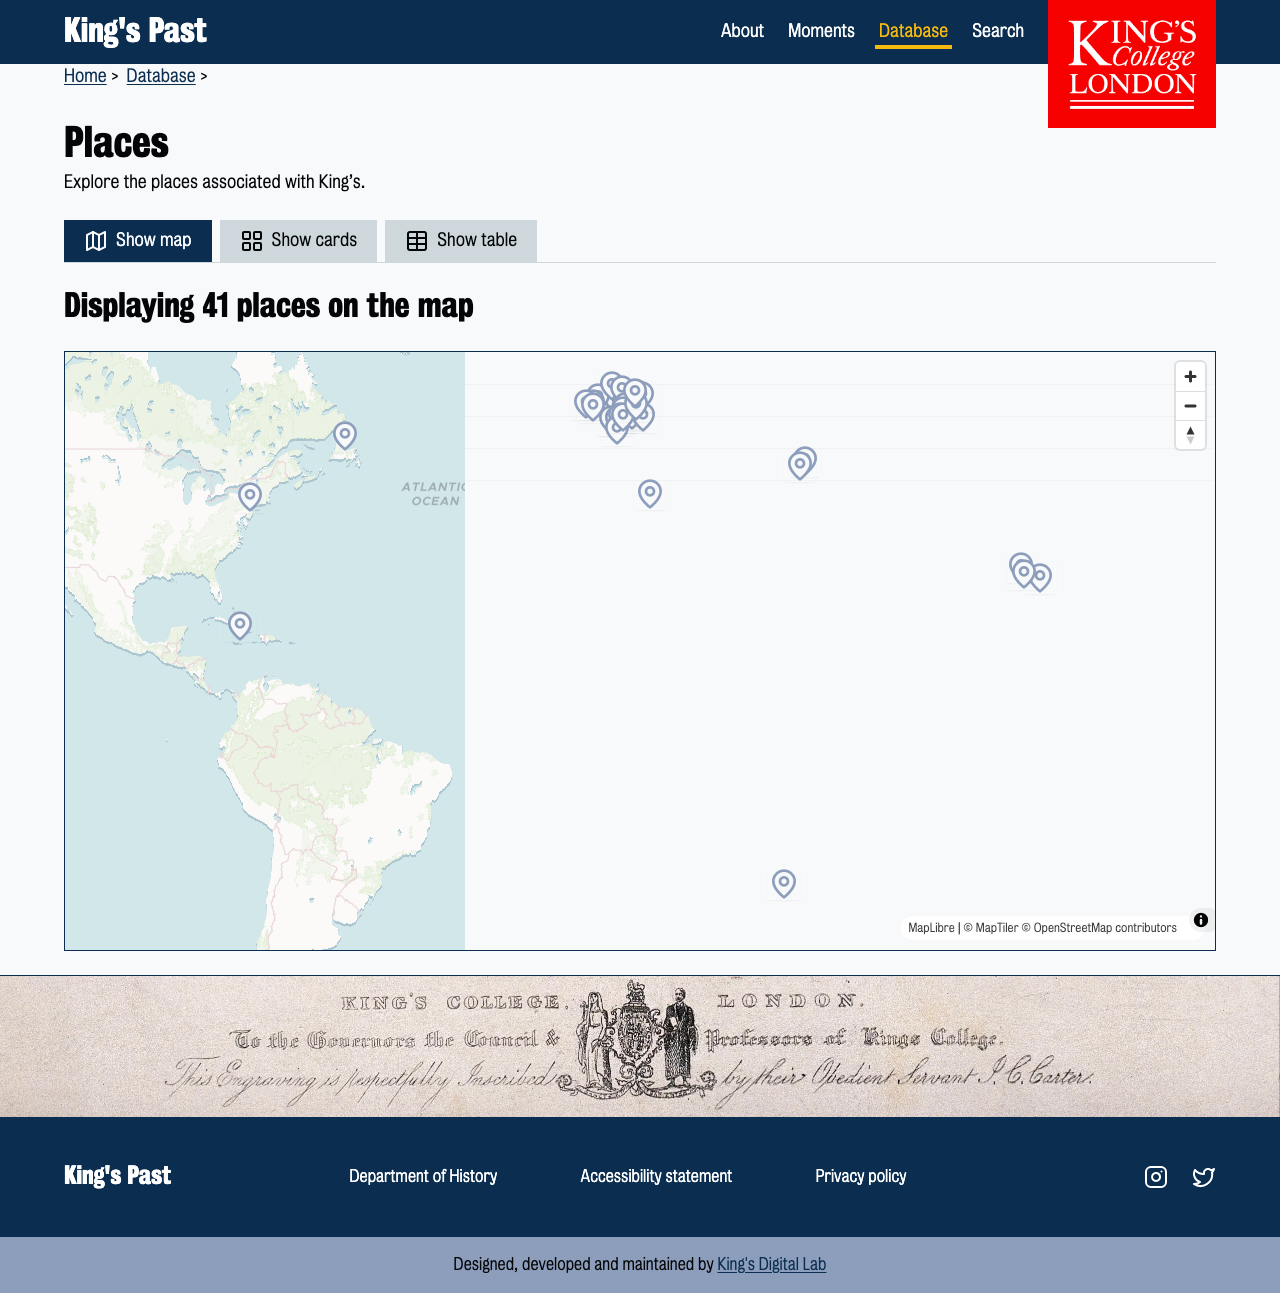 King's Past
About Moments Database Search
KING'S
College
LONDON
Home > Database >
Places
Explore the places associated with King's.
Show map Show cards Show table
Displaying 41 places on the map
ATLANTIC
OCEAN
MapLibre | © MapTiler © OpenStreetMap contributors
KING'S COLLEGE, LONDON.
To the Governors the Council & Professors of Kings College.
This Engraving is respectfully Inscribed by their Obedient Servant I. C. Carter.
King's Past
Department of History Accessibility statement Privacy policy
Designed, developed and maintained by King's Digital Lab